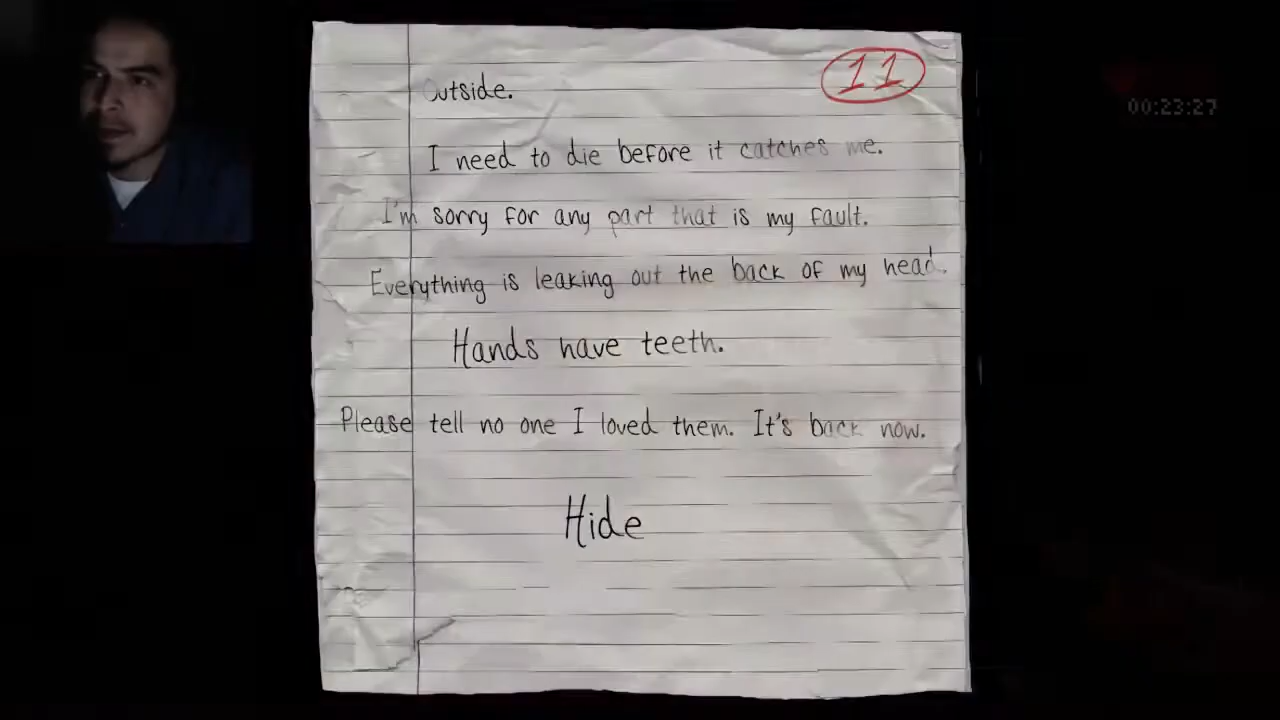 11
Outside.
I need to die before it catches me.
I'm sorry for any part that is my fault.
Everything is leaking out the back of my head.
Hands have teeth.
Please tell no one I loved them. It's back now.
Hide
00:23:27